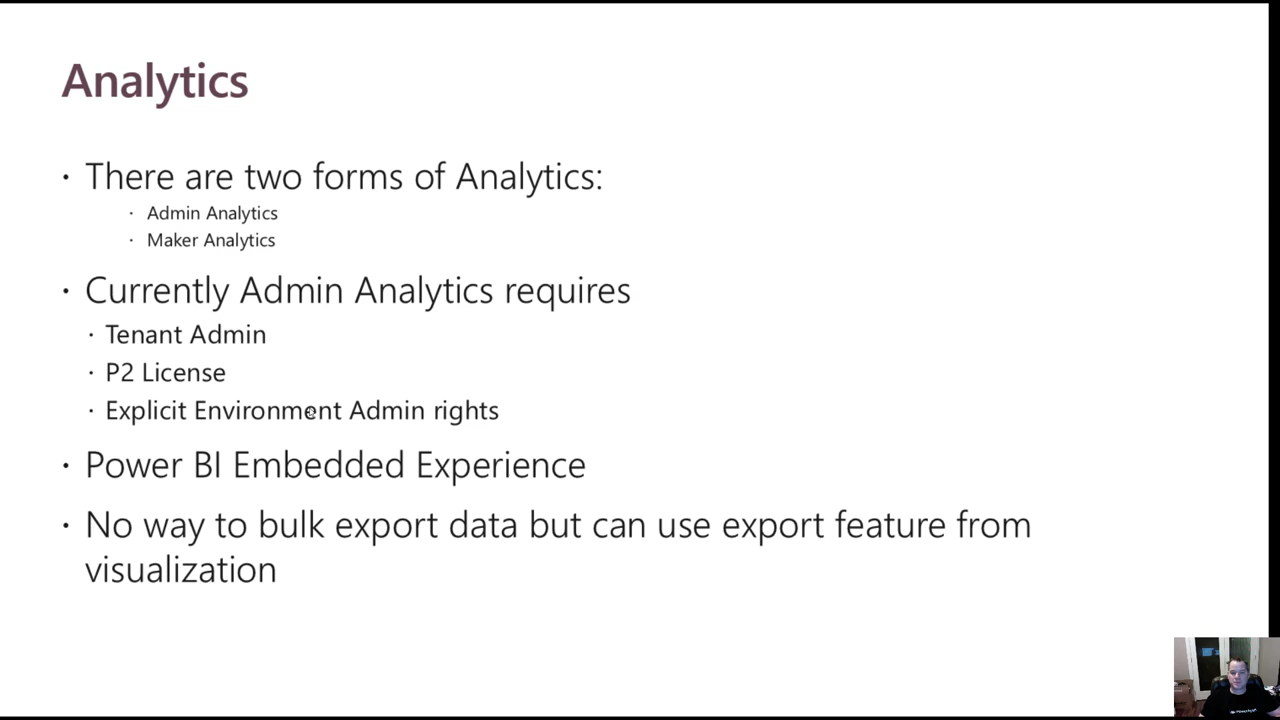 Analytics
· There are two forms of Analytics:
· Admin Analytics
· Maker Analytics
· Currently Admin Analytics requires
· Tenant Admin
· P2 License
· Explicit Environment Admin rights
· Power BI Embedded Experience
· No way to bulk export data but can use export feature from
visualization